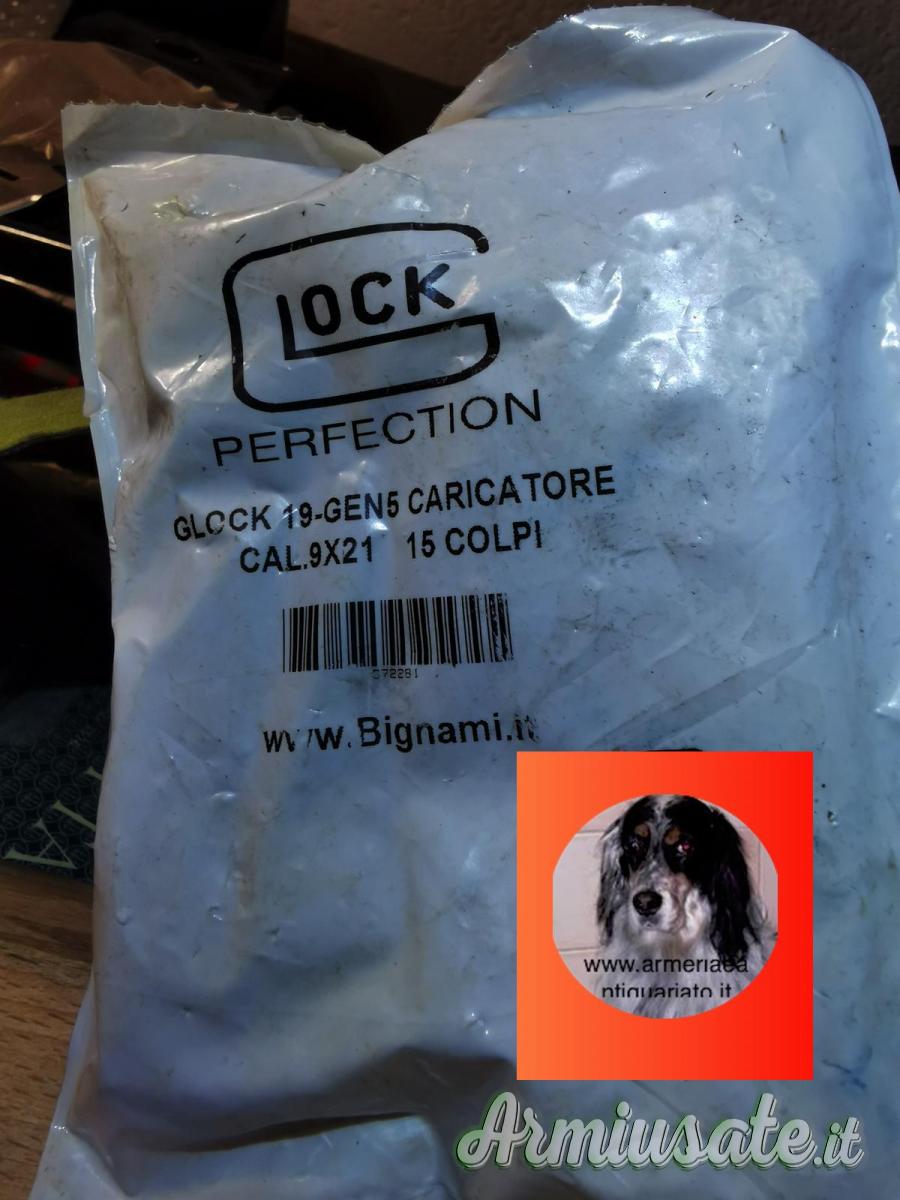 GLOCK
PERFECTION
GLOCK 19-GEN5 CARICATORE
CAL.9X21 15 COLPI
372281
www.Bignami.it
www.armeriaea
ntiquariato.it
Armiusate.it